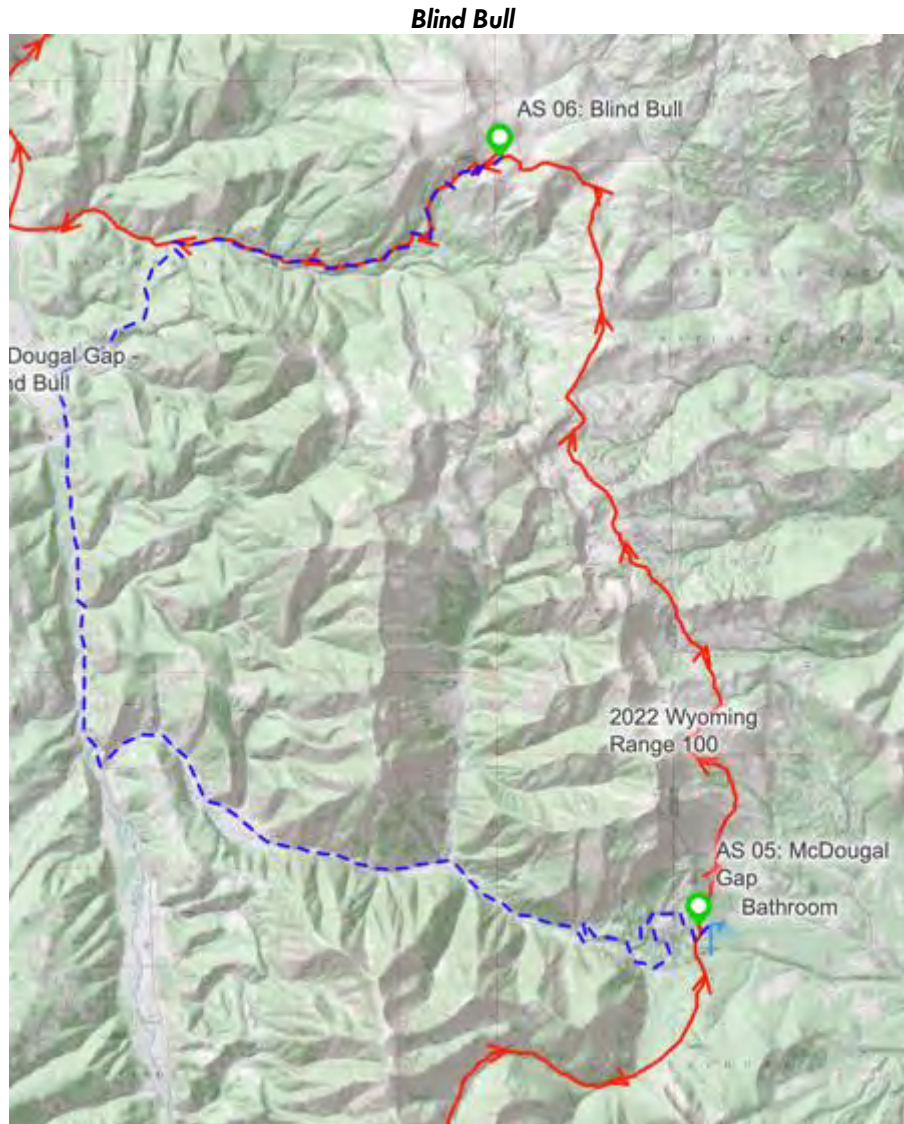 Blind Bull
AS 06: Blind Bull
Dougal Gap -
nd Bull
2022 Wyoming
Range 100
AS 05: McDougal
Gap
Bathroom